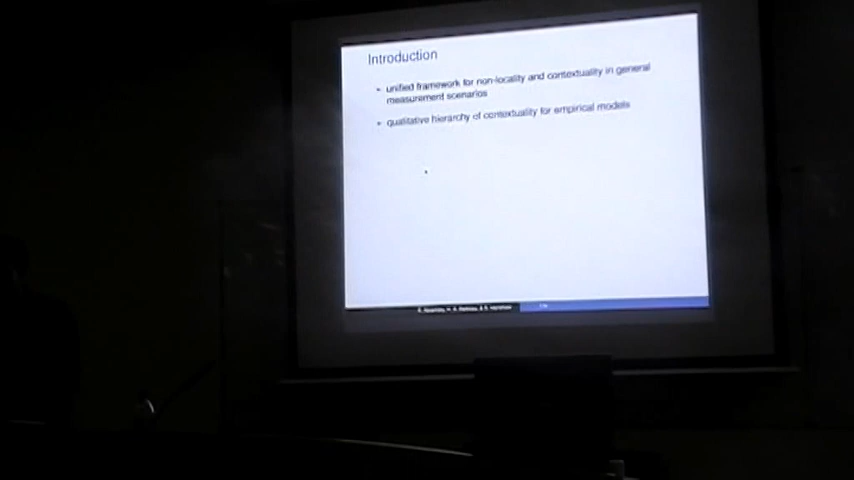 Introduction
unified framework for non-locality and contextuality in general
measurement scenarios
qualitative hierarchy of contextuality for empirical models